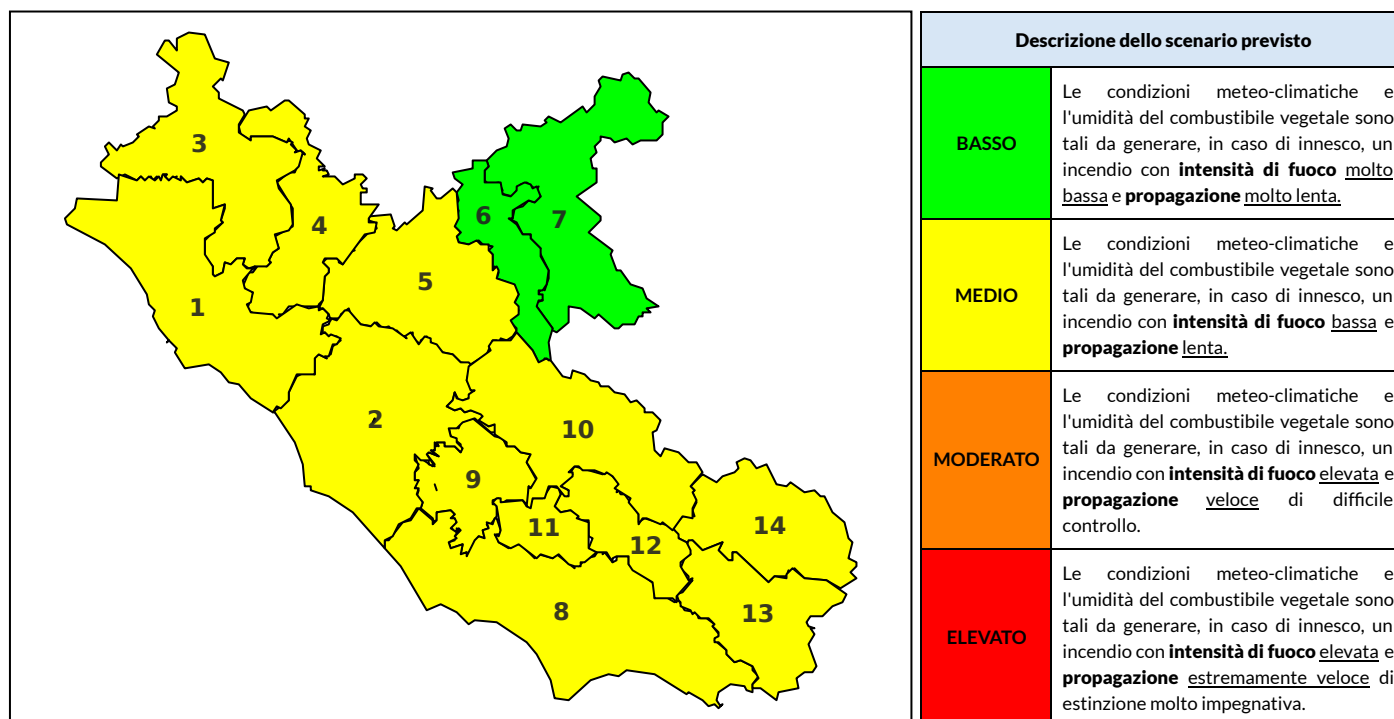 3
4
6
7
5
1
2
10
9
11
12
14
8
13
Descrizione dello scenario previsto
BASSO
Le condizioni meteo-climatiche e
l'umidità del combustibile vegetale sono
tali da generare, in caso di innesco, un
incendio con intensità di fuoco molto
bassa e propagazione molto lenta.
MEDIO
Le condizioni meteo-climatiche e
l'umidità del combustibile vegetale sono
tali da generare, in caso di innesco, un
incendio con intensità di fuoco bassa e
propagazione lenta.
MODERATO
Le condizioni meteo-climatiche e
l'umidità del combustibile vegetale sono
tali da generare, in caso di innesco, un
incendio con intensità di fuoco elevata e
propagazione veloce di difficile
controllo.
ELEVATO
Le condizioni meteo-climatiche e
l'umidità del combustibile vegetale sono
tali da generare, in caso di innesco, un
incendio con intensità di fuoco elevata e
propagazione estremamente veloce di
estinzione molto impegnativa.